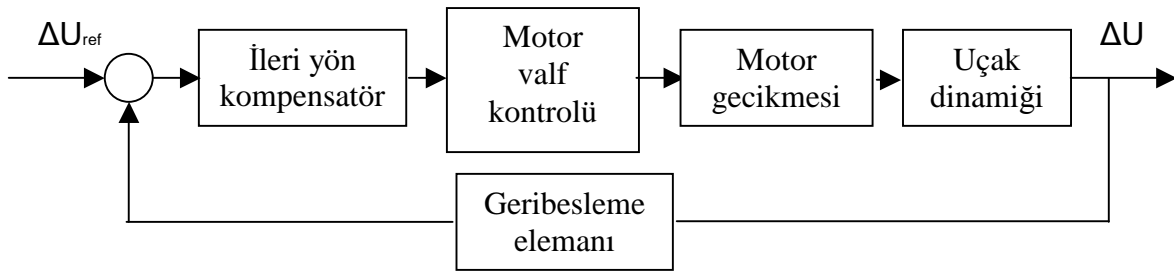 ΔUref
İleri yön
kompensatör
Motor
valf
kontrolü
Motor
gecikmesi
Uçak
dinamiği
ΔU
Geribesleme
elemanı